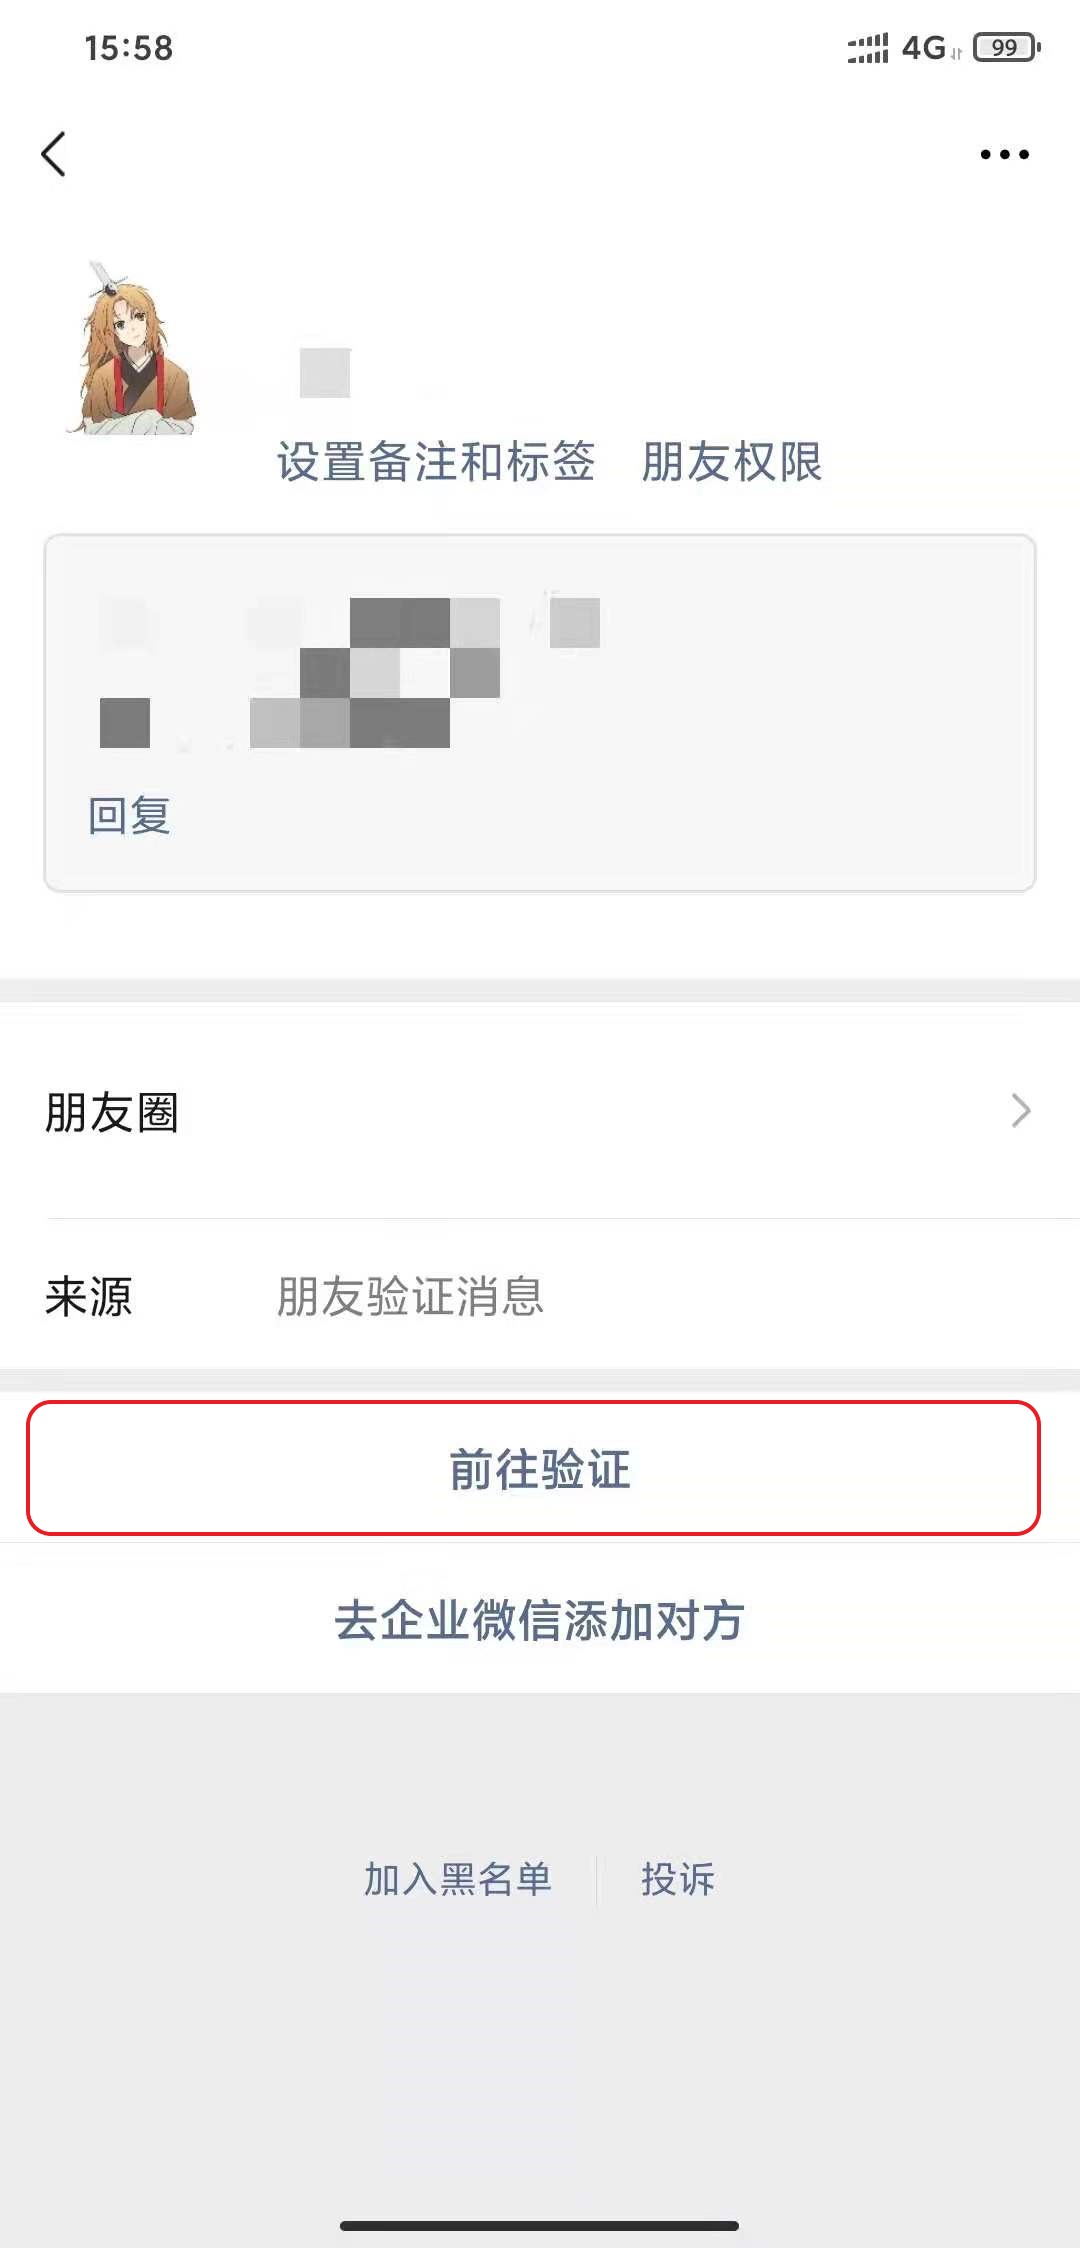 15:58
4G 99
设置备注和标签 朋友权限
回复
朋友圈
来源 朋友验证消息
前往验证
去企业微信添加对方
加入黑名单 投诉